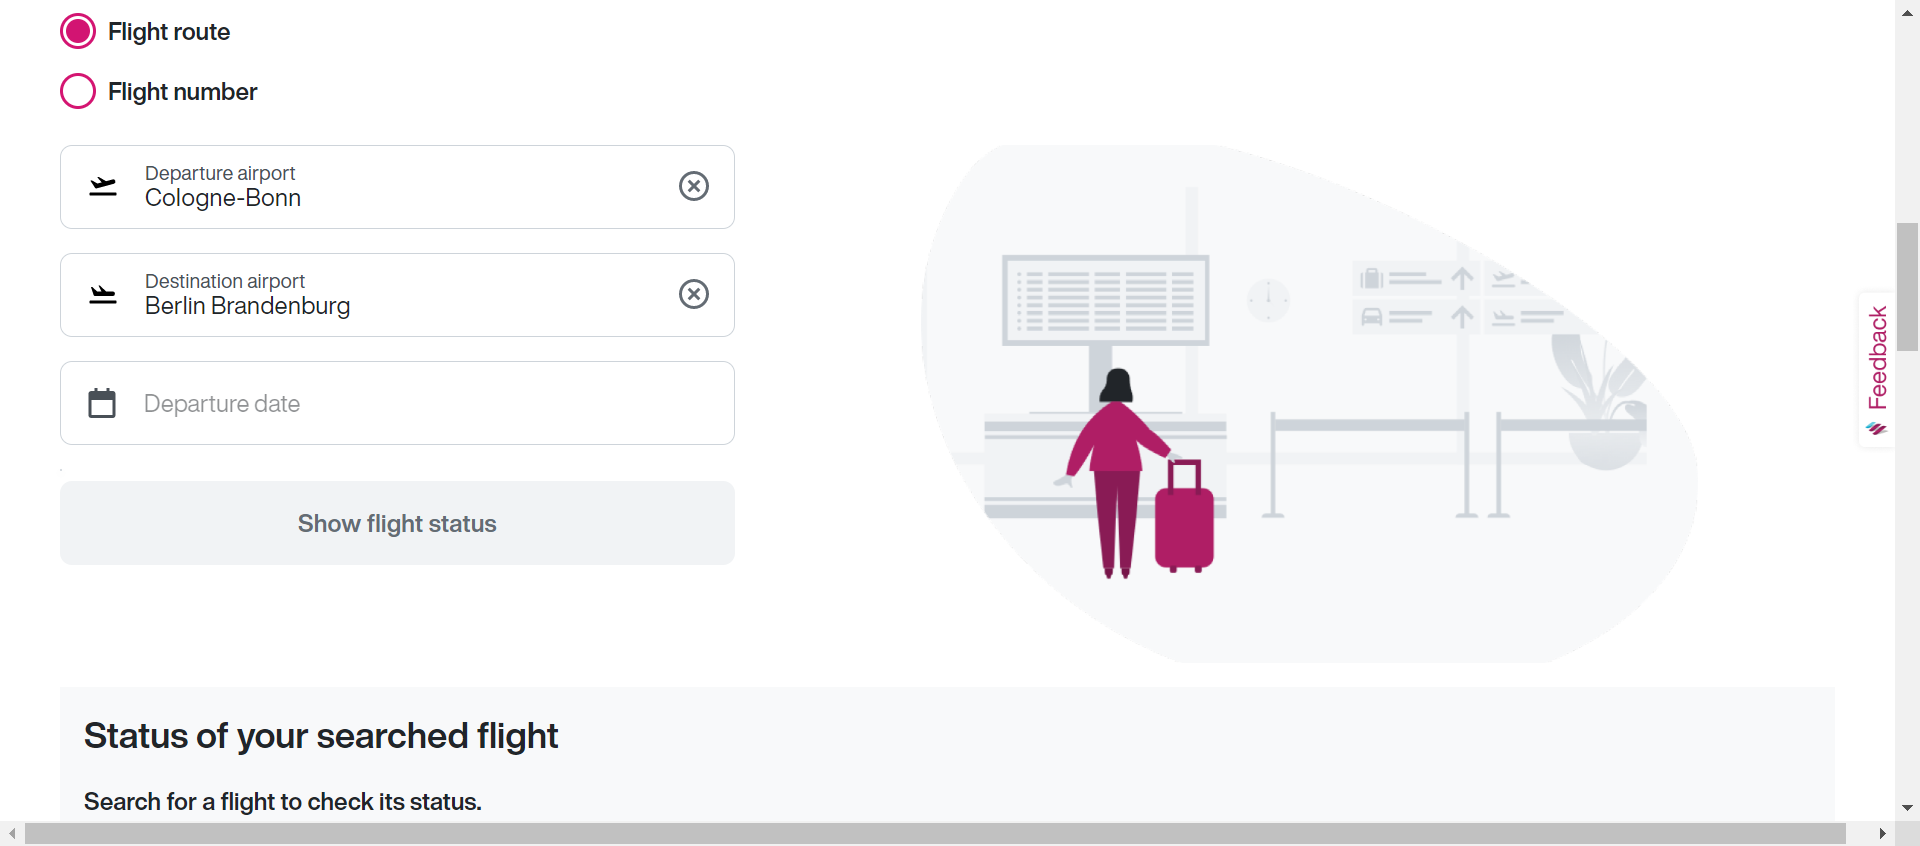 Flight route
Flight number
Departure airport
Cologne-Bonn
Destination airport
Berlin Brandenburg
Departure date
Show flight status
Feedback
Status of your searched flight
Search for a flight to check its status.